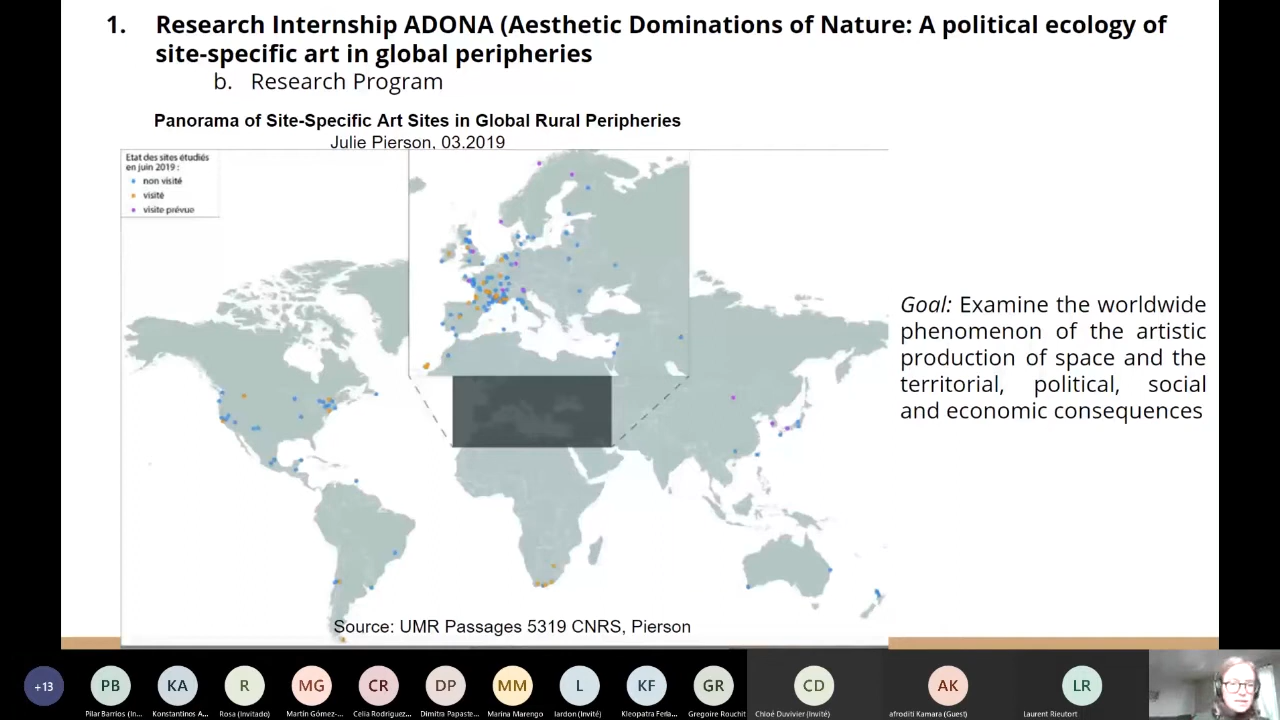 1. Research Internship ADONA (Aesthetic Dominations of Nature: A political ecology of
site-specific art in global peripheries
b. Research Program
Panorama of Site-Specific Art Sites in Global Rural Peripheries
Julie Pierson, 03.2019
Etat des sites étudiés
en juin 2019 :
non visité
visité
visite prévue
Goal: Examine the worldwide
phenomenon of the artistic
production of space and the
territorial, political, social
and economic consequences
Source: UMR Passages 5319 CNRS, Pierson
+13
PB
KA
R
MG
CR
DP
MM
L
KF
GR
CD
AK
LR
Pilar Barrios (In...
Konstantinos A...
Rosa (Invitado)
Martin Gómez-...
Celia Rodríguez...
Dimitra Papaste...
Marina Marengo
Jardon (Invité)
Kleopatra Ferla...
Gregoire Rouchit
Chloé Duvivier (Invité)
afroditi Kamara (Guest)
Laurent Rieutort